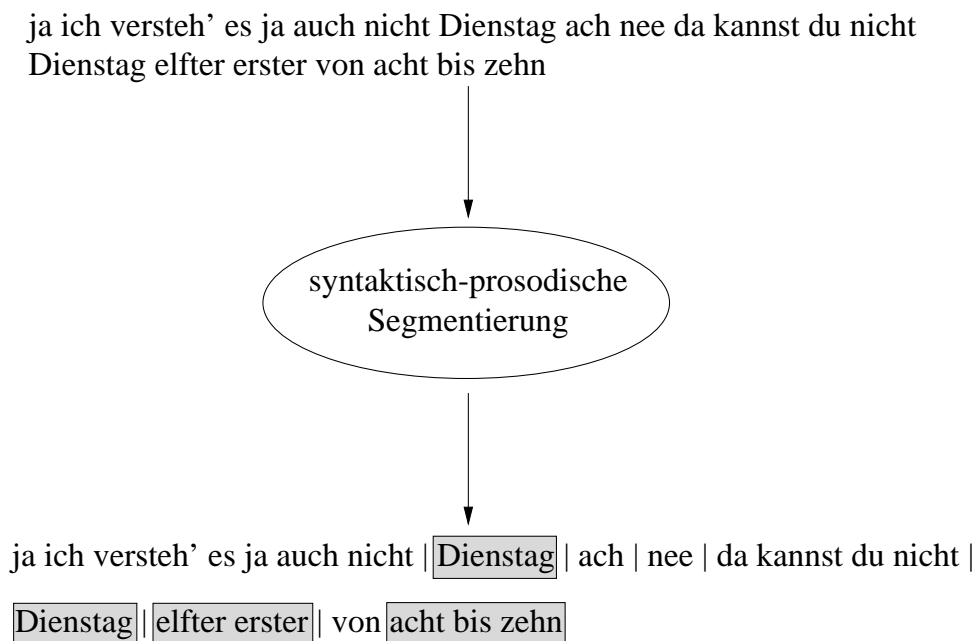 ja ich versteh’ es ja auch nicht Dienstag ach nee da kannst du nicht
Dienstag elfter erster von acht bis zehn
syntaktisch-prosodische
Segmentierung
ja ich versteh’ es ja auch nicht | Dienstag | ach | nee | da kannst du nicht |
Dienstag | elfter erster | von acht bis zehn